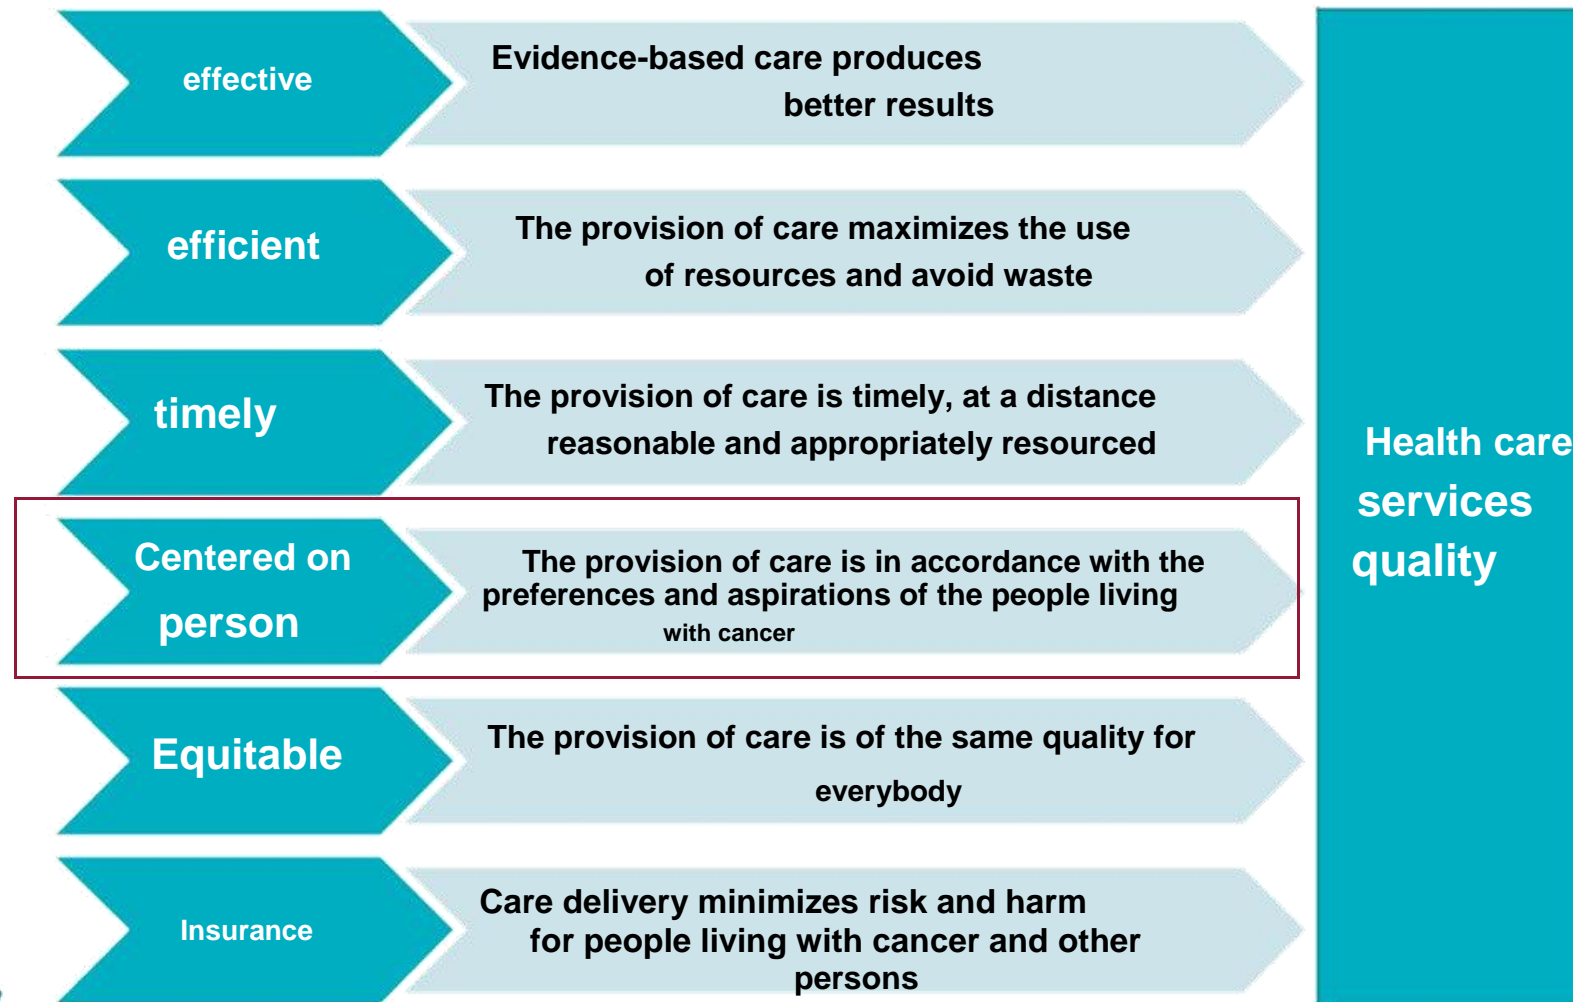 effective
Evidence-based care produces
better results
efficient
The provision of care maximizes the use
of resources and avoid waste
timely
The provision of care is timely, at a distance
reasonable and appropriately resourced
Centered on
person
The provision of care is in accordance with the
preferences and aspirations of the people living
with cancer
Equitable
The provision of care is of the same quality for
everybody
Insurance
Care delivery minimizes risk and harm
for people living with cancer and other
persons
Health care
services
quality